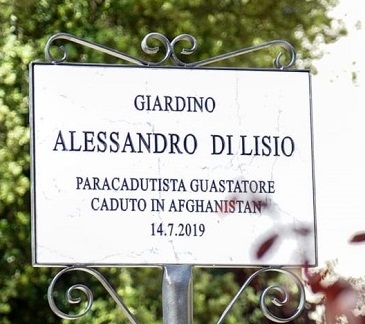 GIARDINO
ALESSANDRO DI LISIO
PARACADUTISTA GUASTATORE
CADUTO IN AFGHANISTAN
14.7.2019